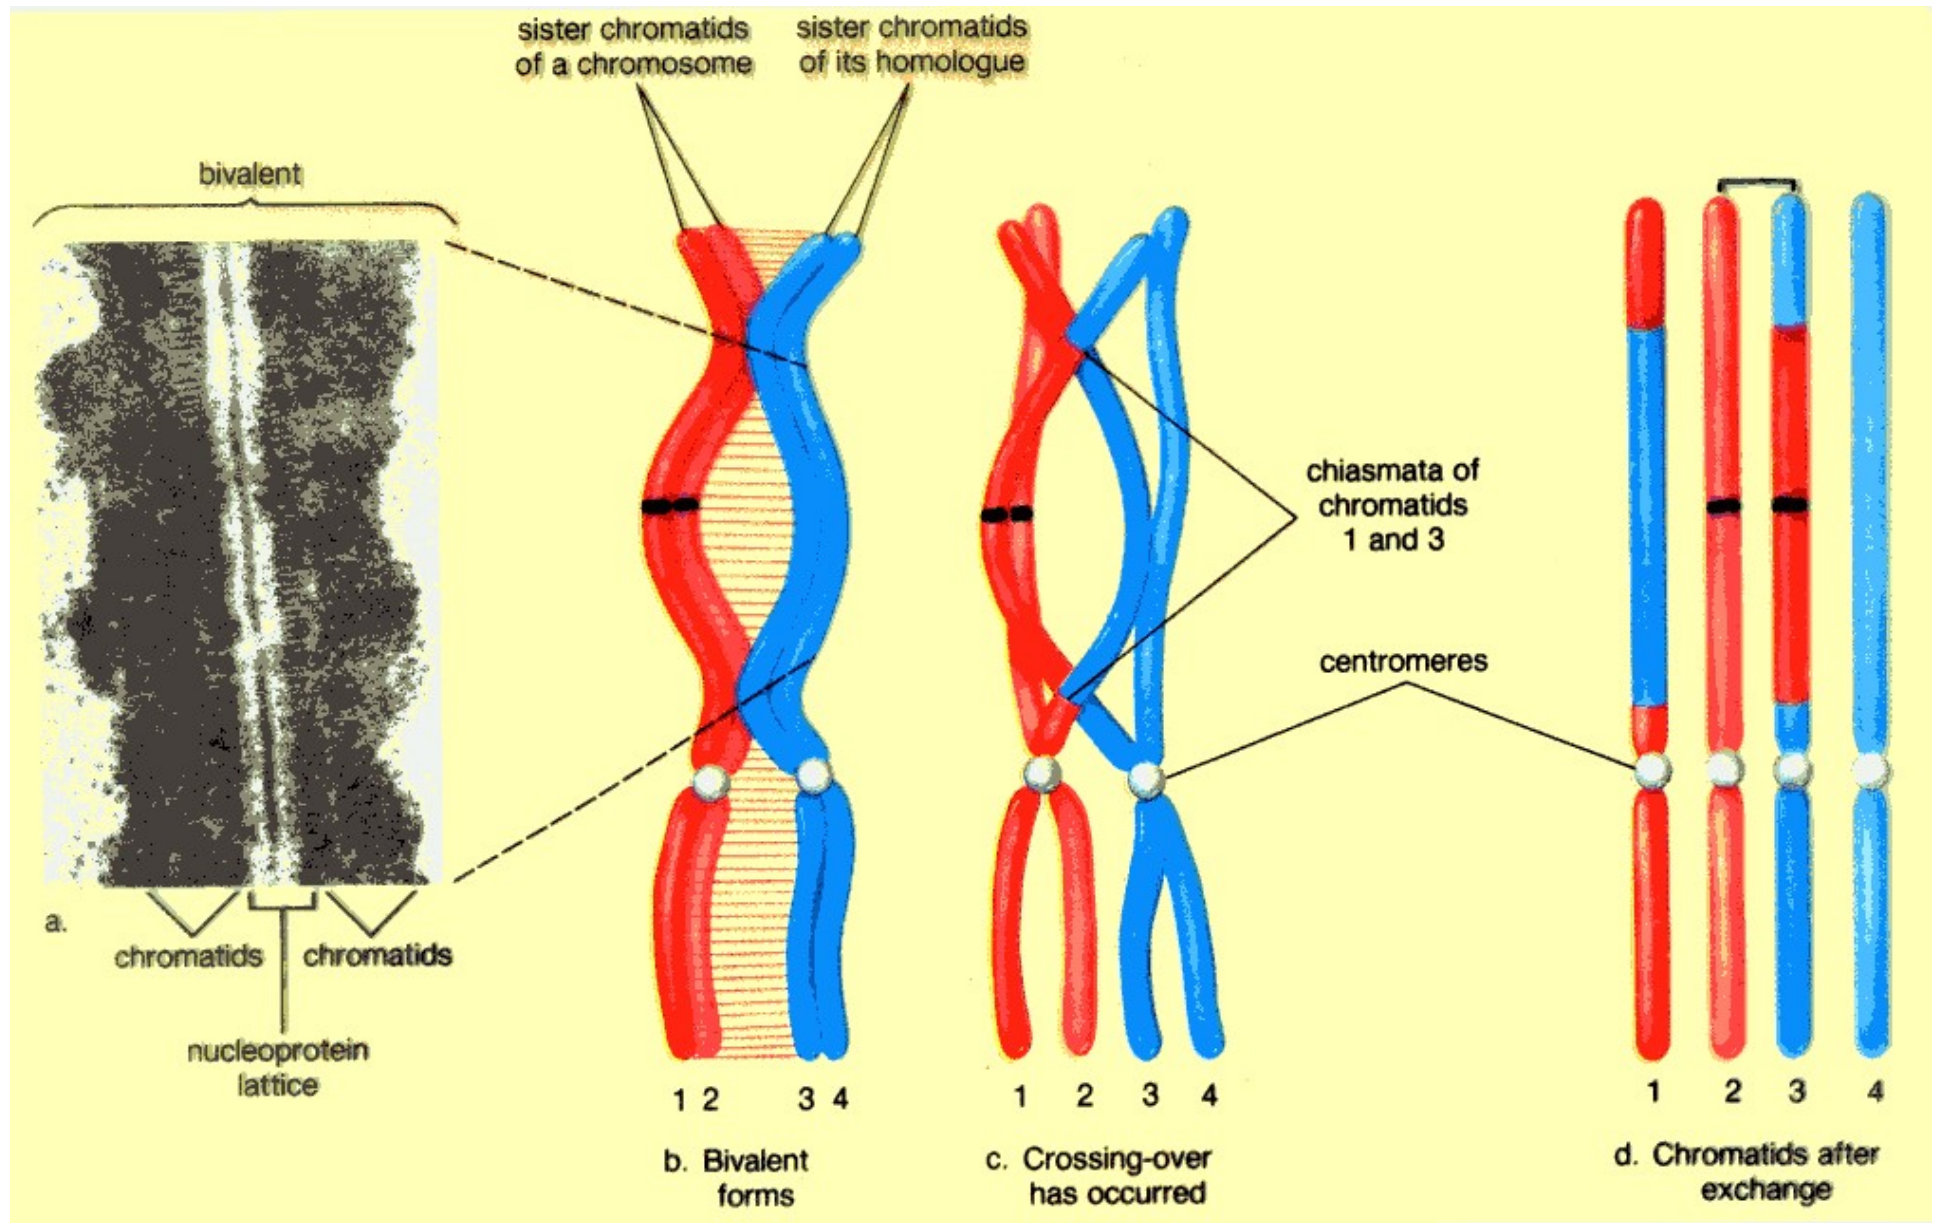 sister chromatids
of a chromosome
sister chromatids
of its homologue
bivalent
a.
chromatids
chromatids
nucleoprotein
lattice
chiasmata of
chromatids
1 and 3
centromeres
1 2
3 4
b. Bivalent
forms
1 2 3 4
c. Crossing-over
has occurred
1 2 3 4
d. Chromatids after
exchange